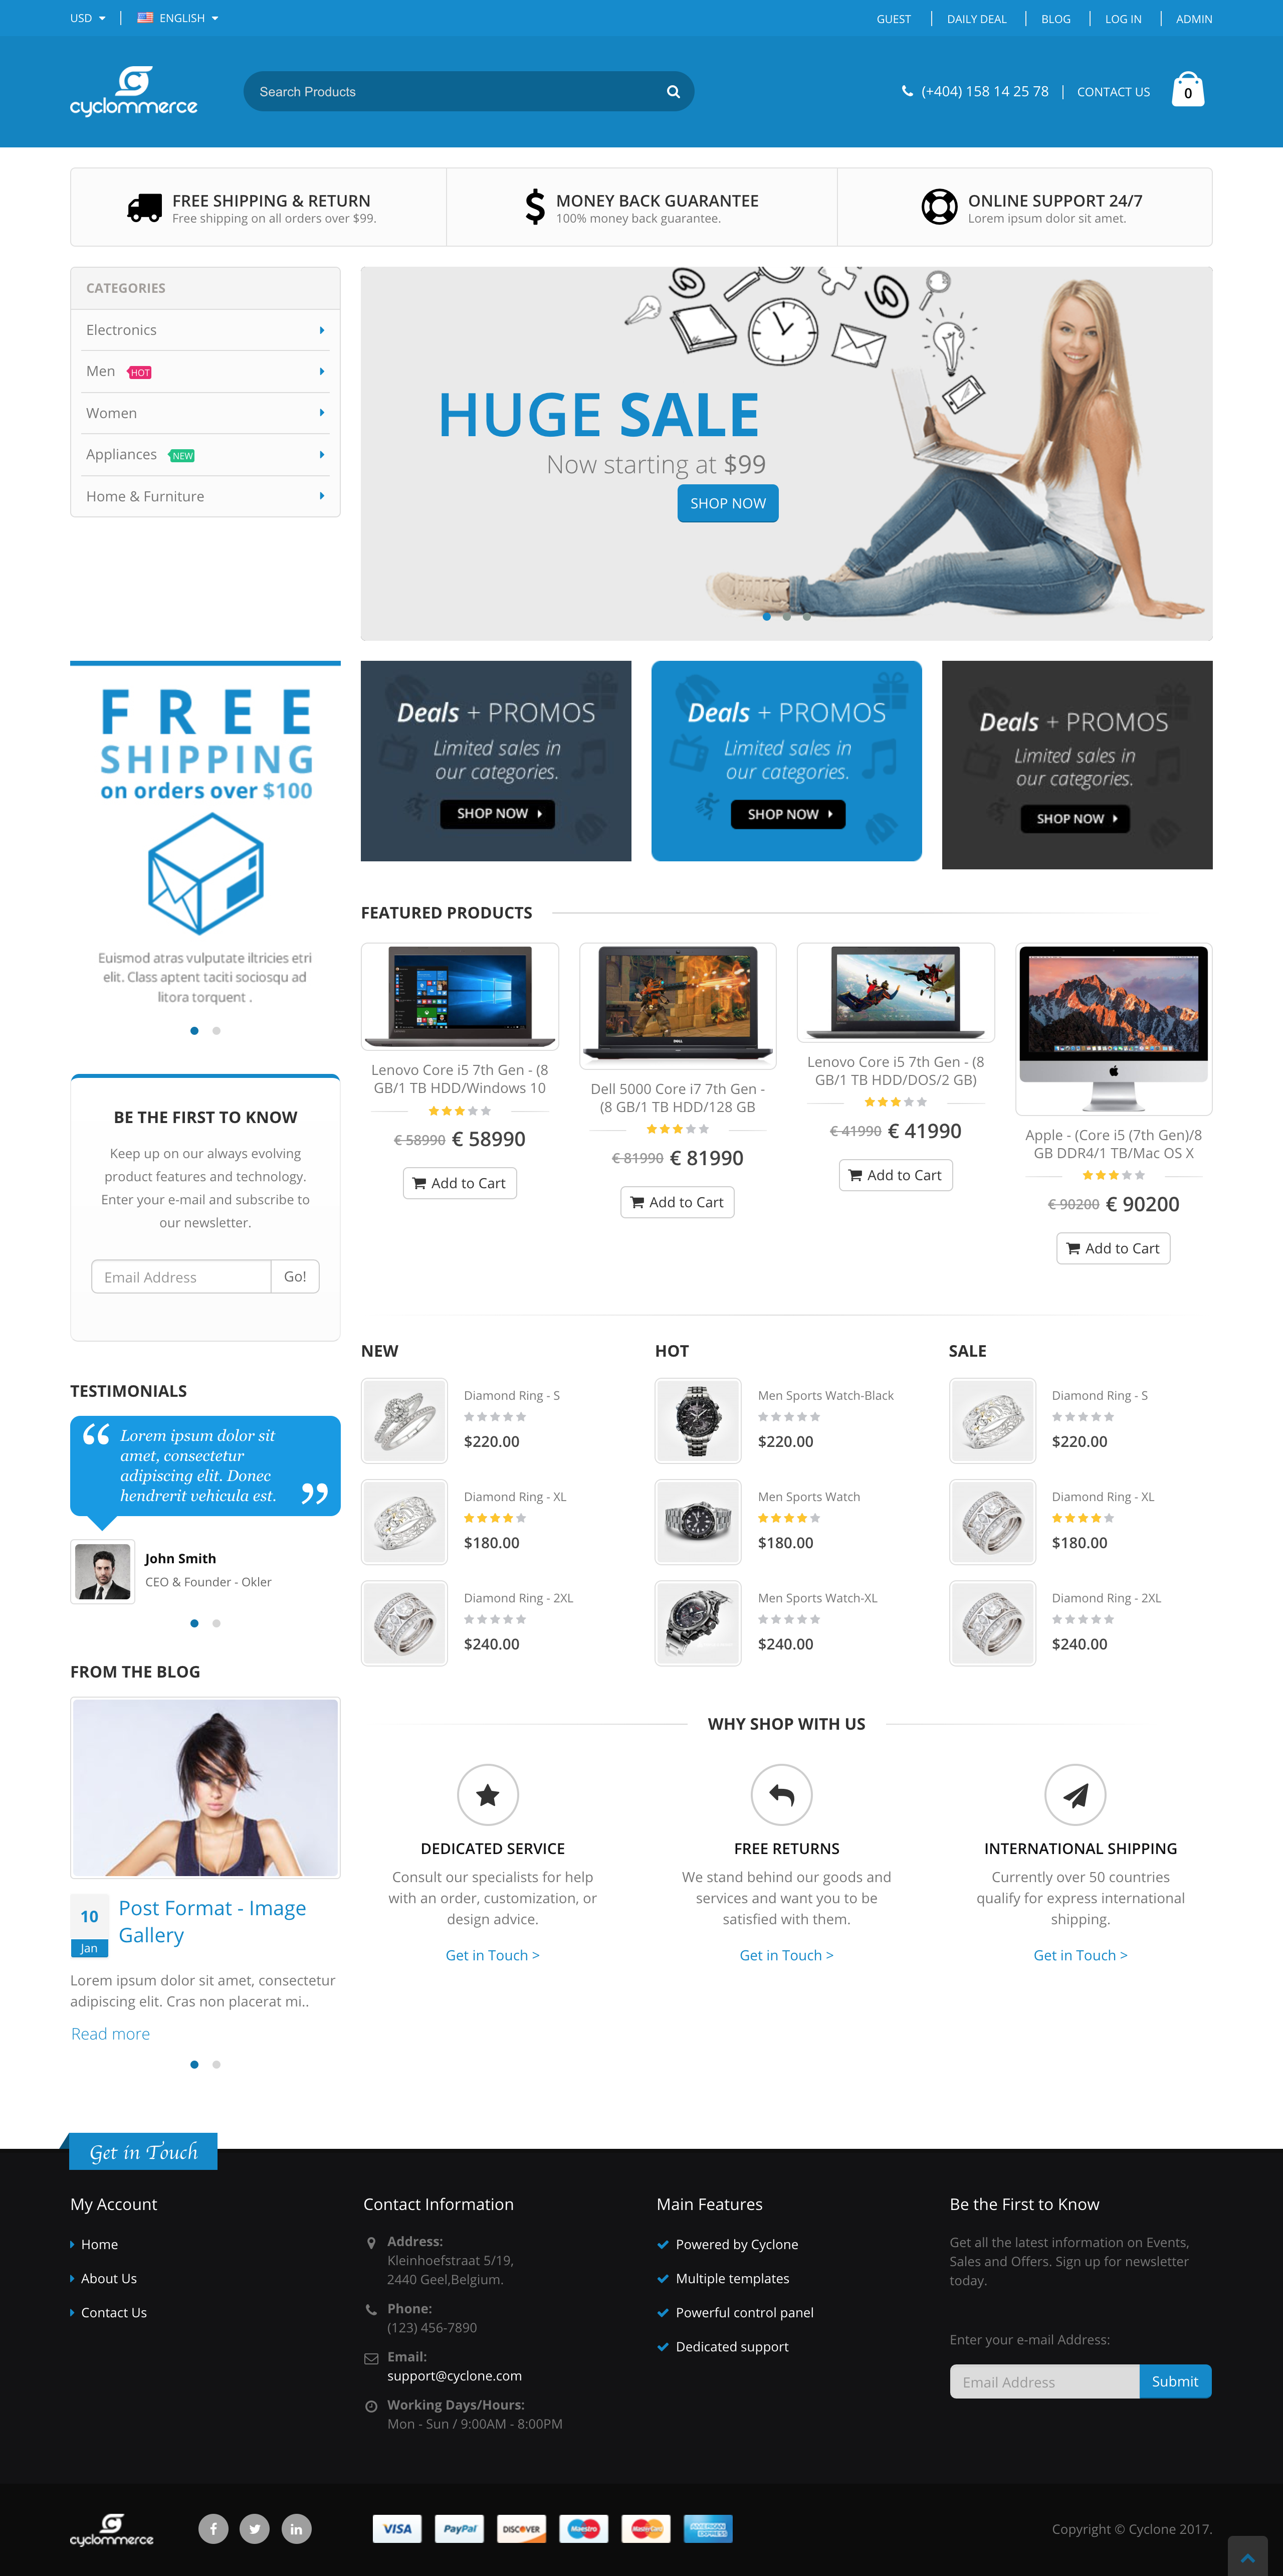 USD
ENGLISH
GUEST
DAILY DEAL
BLOG
LOG IN
ADMIN
cyclommerce
Search Products
(+404) 158 14 25 78
CONTACT US
0
FREE SHIPPING & RETURN
Free shipping on all orders over $99.
MONEY BACK GUARANTEE
100% money back guarantee.
ONLINE SUPPORT 24/7
Lorem ipsum dolor sit amet.
CATEGORIES
Electronics
Men HOT
Women
Appliances NEW
Home & Furniture
HUGE SALE
Now starting at $99
SHOP NOW
FREE
SHIPPING
on orders over $100
Euismod atras vulputate iltricies etri
elit. Class aptent taciti sociosqu ad
litora torquent .
Deals + PROMOS
Limited sales in
our categories.
SHOP NOW
Deals + PROMOS
Limited sales in
our categories.
SHOP NOW
Deals + PROMOS
Limited sales in
our categories.
SHOP NOW
FEATURED PRODUCTS
Lenovo Core i5 7th Gen - (8
GB/1 TB HDD/Windows 10
€ 58990 € 58990
Add to Cart
DELL
Dell 5000 Core i7 7th Gen -
(8 GB/1 TB HDD/128 GB
€ 81990 € 81990
Add to Cart
Lenovo Core i5 7th Gen - (8
GB/1 TB HDD/DOS/2 GB)
€ 41990 € 41990
Add to Cart
Apple - (Core i5 (7th Gen)/8
GB DDR4/1 TB/Mac OS X
€ 90200 € 90200
Add to Cart
BE THE FIRST TO KNOW
Keep up on our always evolving
product features and technology.
Enter your e-mail and subscribe to
our newsletter.
Email Address
Go!
NEW
Diamond Ring - S
$220.00
Diamond Ring - XL
$180.00
Diamond Ring - 2XL
$240.00
HOT
Men Sports Watch-Black
$220.00
Men Sports Watch
$180.00
Men Sports Watch-XL
$240.00
SALE
Diamond Ring - S
$220.00
Diamond Ring - XL
$180.00
Diamond Ring - 2XL
$240.00
TESTIMONIALS
“ Lorem ipsum dolor sit
amet, consectetur
adipiscing elit. Donec
hendrerit vehicula est. ”
John Smith
CEO & Founder - Okler
FROM THE BLOG
10
Jan
Post Format - Image
Gallery
Lorem ipsum dolor sit amet, consectetur
adipiscing elit. Cras non placerat mi..
Read more
WHY SHOP WITH US
DEDICATED SERVICE
Consult our specialists for help
with an order, customization, or
design advice.
Get in Touch >
FREE RETURNS
We stand behind our goods and
services and want you to be
satisfied with them.
Get in Touch >
INTERNATIONAL SHIPPING
Currently over 50 countries
qualify for express international
shipping.
Get in Touch >
Get in Touch
My Account
Home
About Us
Contact Us
Contact Information
Address:
Kleinhoefstraat 5/19,
2440 Geel,Belgium.
Phone:
(123) 456-7890
Email:
support@cyclone.com
Working Days/Hours:
Mon - Sun / 9:00AM - 8:00PM
Main Features
Powered by Cyclone
Multiple templates
Powerful control panel
Dedicated support
Be the First to Know
Get all the latest information on Events,
Sales and Offers. Sign up for newsletter
today.
Enter your e-mail Address:
Email Address
Submit
cyclommerce
f
in
VISA
PayPal
DISCOVER
Maestro
MasterCard
AMERICAN EXPRESS
Copyright © Cyclone 2017.